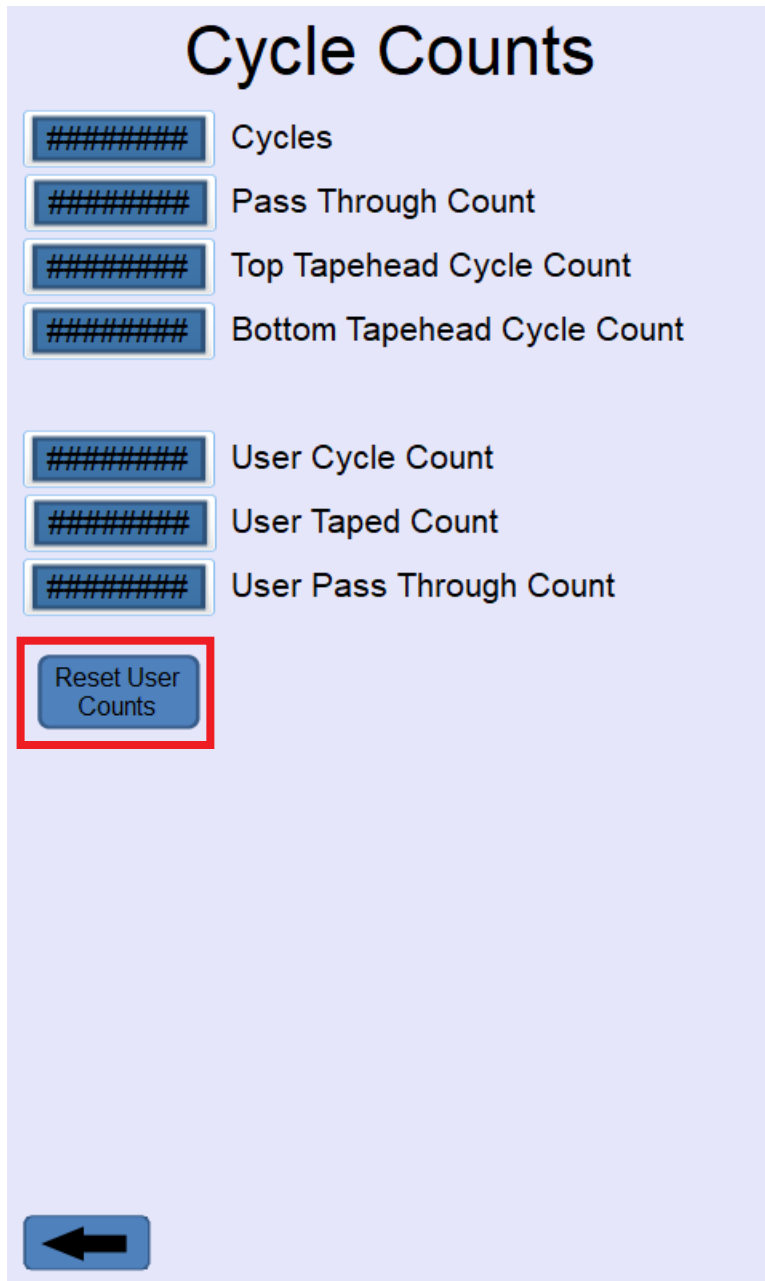 Cycle Counts
######## Cycles
######## Pass Through Count
######## Top Tapehead Cycle Count
######## Bottom Tapehead Cycle Count
######## User Cycle Count
######## User Taped Count
######## User Pass Through Count
Reset User
Counts